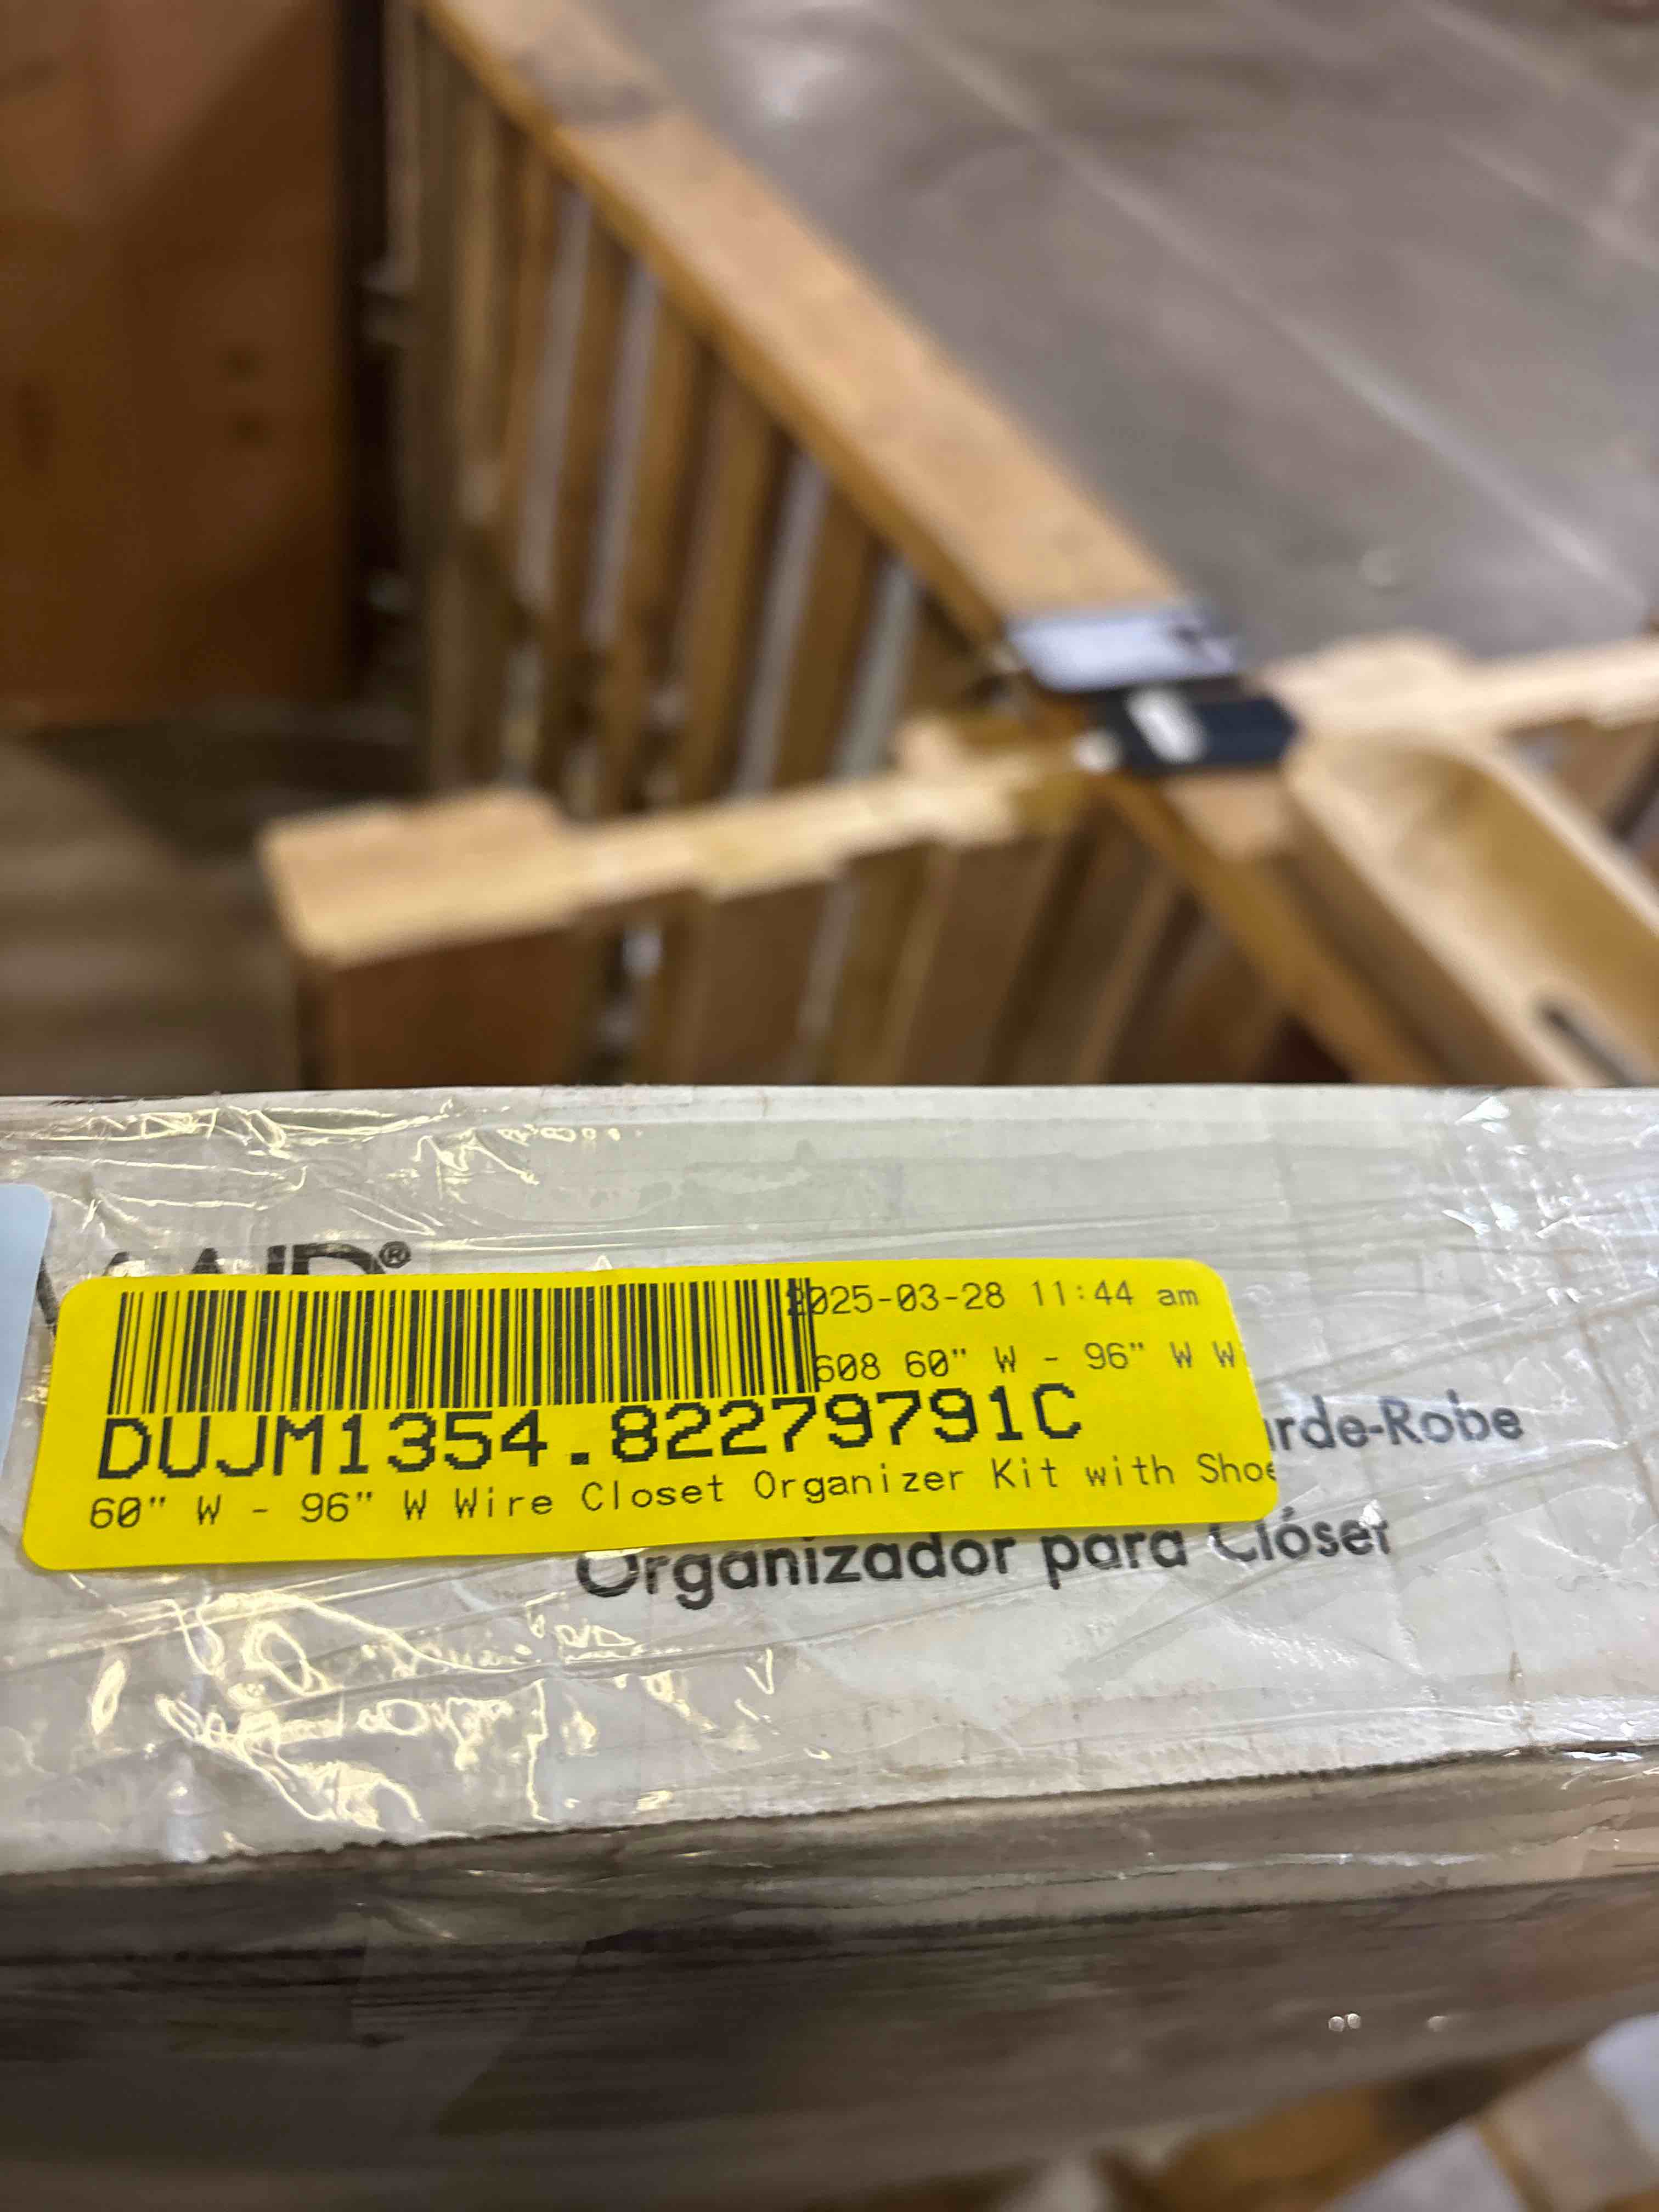 ®
2025-03-28 11:44 am
608 60" W - 96" W W
DUJM1354.82279791C
60" W - 96" W Wire Closet Organizer Kit with Shoe
arde-Robe
Organizador para Clóset